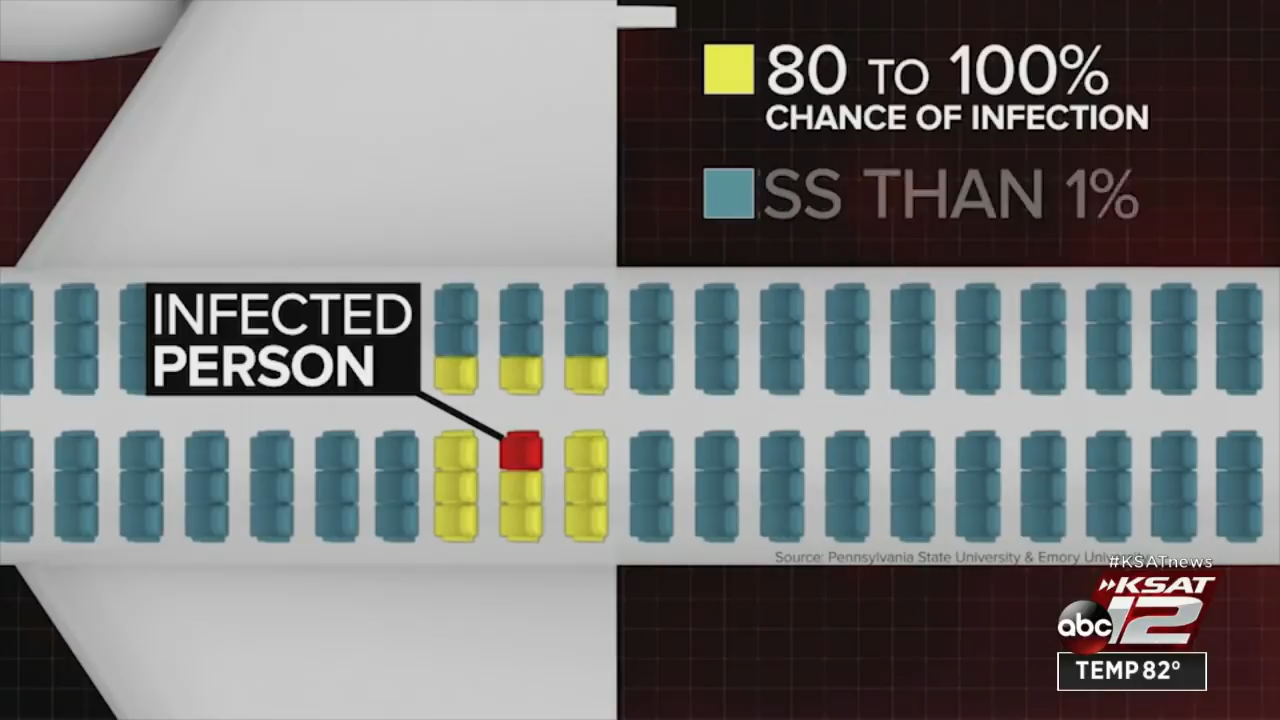 80 TO 100%
CHANCE OF INFECTION
SS THAN 1%
INFECTED
PERSON
Source: Pennsylvania State University & Emory
#KSATnews
KSAT
abc 12
TEMP 82°